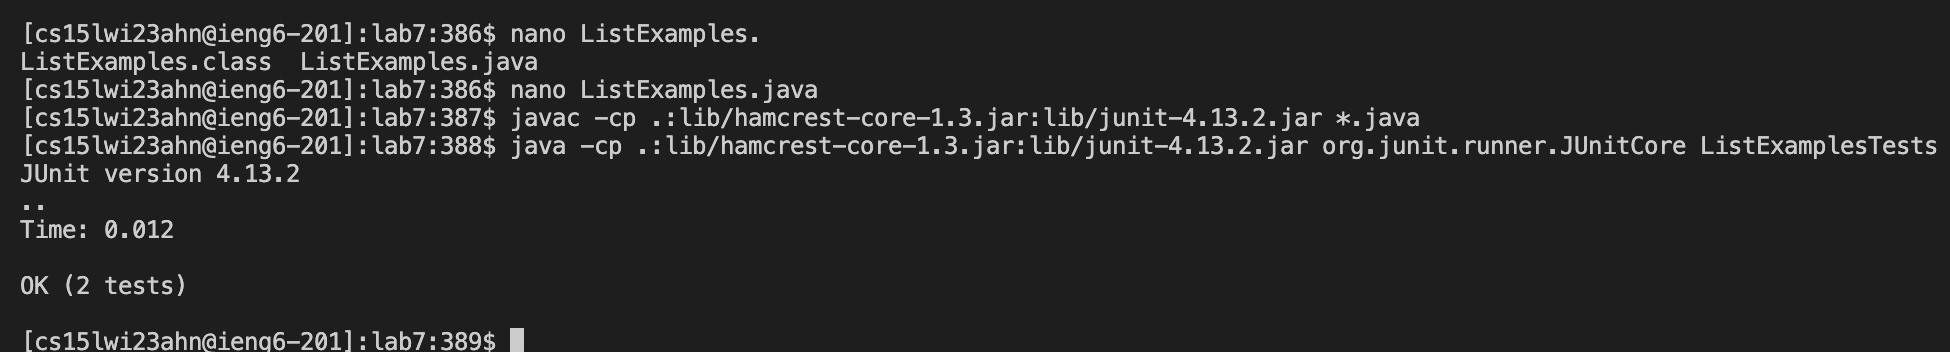 [cs15lwi23ahn@ieng6-201]:lab7:386$ nano ListExamples.
ListExamples.class  ListExamples.java
[cs15lwi23ahn@ieng6-201]:lab7:386$ nano ListExamples.java
[cs15lwi23ahn@ieng6-201]:lab7:387$ javac -cp .:lib/hamcrest-core-1.3.jar:lib/junit-4.13.2.jar *.java
[cs15lwi23ahn@ieng6-201]:lab7:388$ java -cp .:lib/hamcrest-core-1.3.jar:lib/junit-4.13.2.jar org.junit.runner.JUnitCore ListExamplesTests
JUnit version 4.13.2
..
Time: 0.012
OK (2 tests)
[cs15lwi23ahn@ieng6-201]:lab7:389$